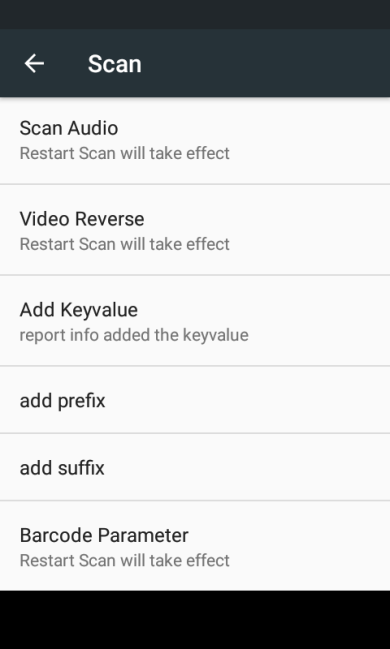 Scan
Scan Audio
Restart Scan will take effect
Video Reverse
Restart Scan will take effect
Add Keyvalue
report info added the keyvalue
add prefix
add suffix
Barcode Parameter
Restart Scan will take effect